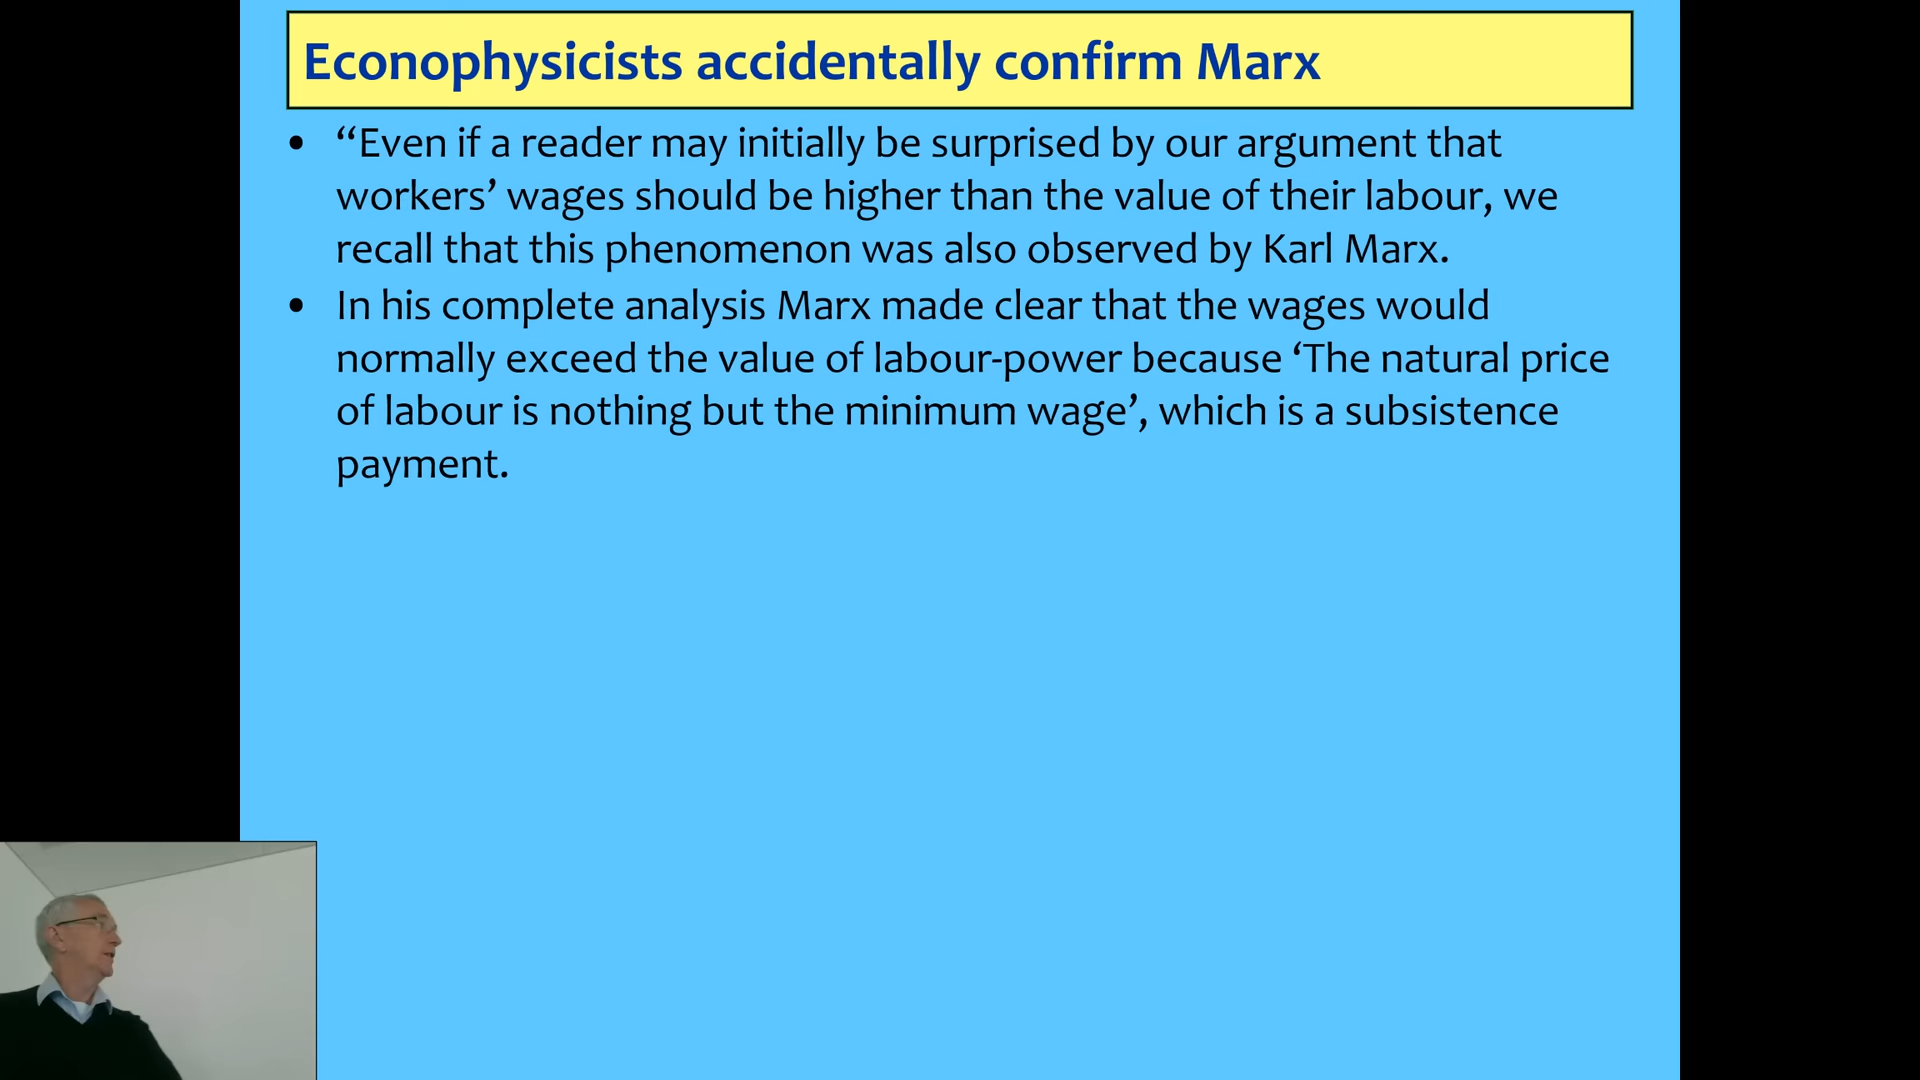 Econophysicists accidentally confirm Marx
• “Even if a reader may initially be surprised by our argument that
workers’ wages should be higher than the value of their labour, we
recall that this phenomenon was also observed by Karl Marx.
• In his complete analysis Marx made clear that the wages would
normally exceed the value of labour-power because ‘The natural price
of labour is nothing but the minimum wage’, which is a subsistence
payment.